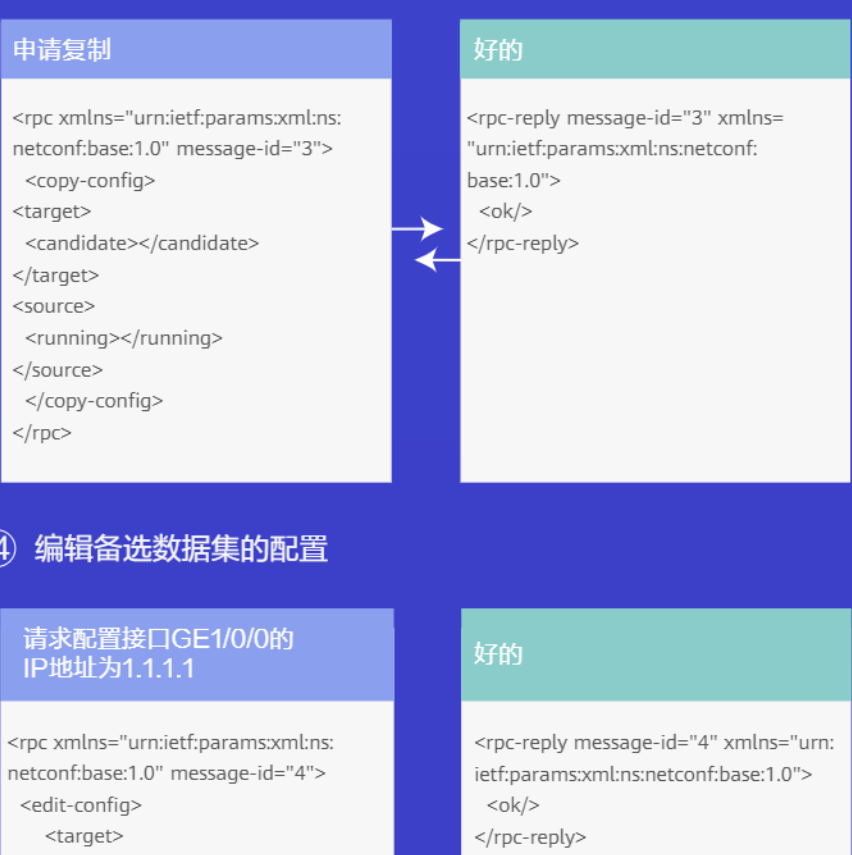 申请复制
<rpc xmlns="urn:ietf:params:xml:ns:
netconf:base:1.0" message-id="3">
<copy-config>
<target>
<candidate></candidate>
</target>
<source>
<running></running>
</source>
</copy-config>
</rpc>
好的
<rpc-reply message-id="3" xmlns=
"urn:ietf:params:xml:ns:netconf:
base:1.0">
<ok/>
</rpc-reply>
④ 编辑备选数据集的配置
请求配置接口GE1/0/0的
IP地址为1.1.1.1
<rpc xmlns="urn:ietf:params:xml:ns:
netconf:base:1.0" message-id="4">
<edit-config>
<target>
好的
<rpc-reply message-id="4" xmlns="urn:
ietf:params:xml:ns:netconf:base:1.0">
<ok/>
</rpc-reply>